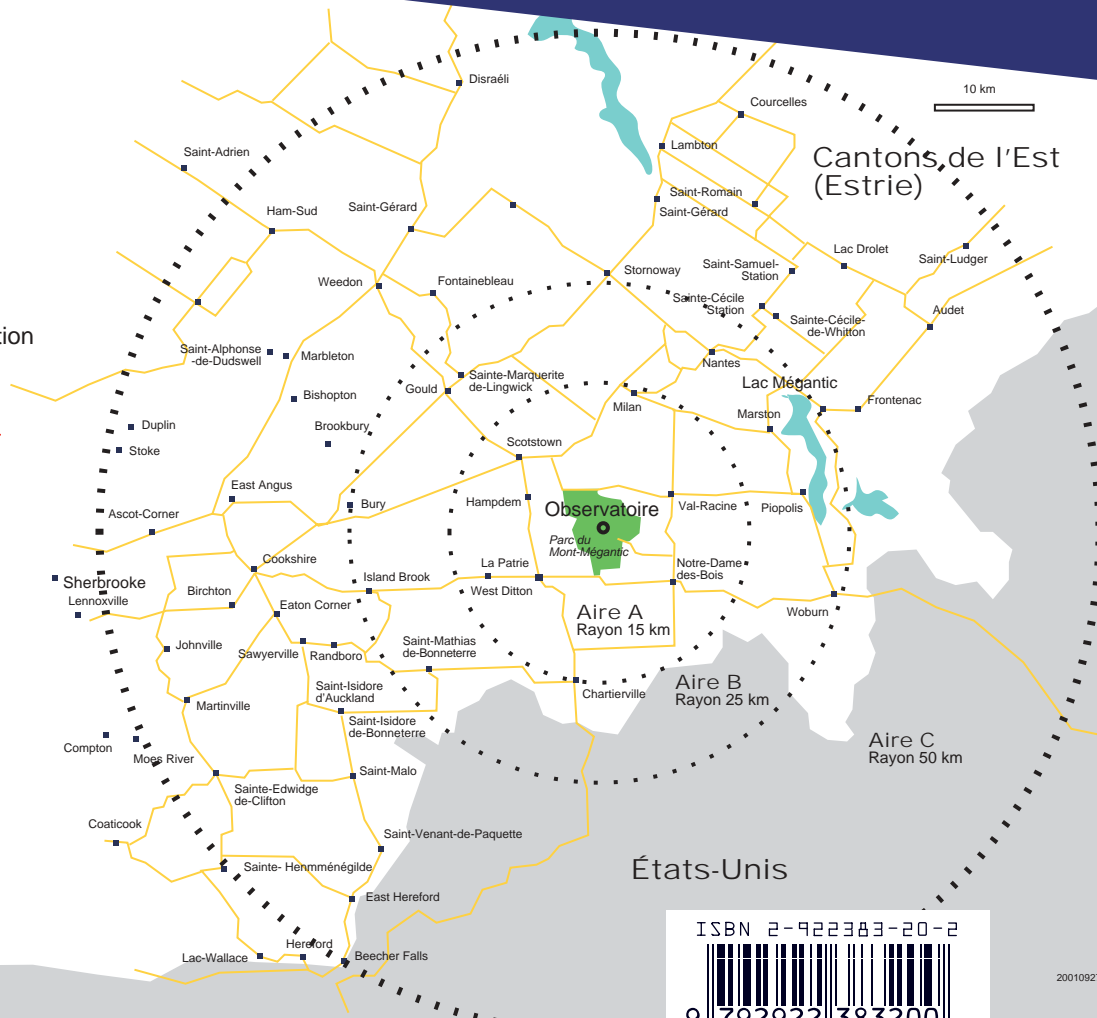 Disraéli
10 km
Courcelles
Lambton
Saint-Adrien
Cantons de l'Est
(Estrie)
Saint-Romain
Ham-Sud
Saint-Gérard
Saint-Gérard
Lac Drolet
Saint-Ludger
Stornoway
Saint-Samuel-
Station
Weedon
Fontainebleau
Sainte-Cécile
Station
Audet
Sainte-Cécile-
de-Whitton
tion
Saint-Alphonse
-de-Dudswell
Marbleton
Nantes
Sainte-Marquerite
de-Lingwick
Gould
Lac Mégantic
Bishopton
Milan
Marston
Frontenac
Duplin
Brookbury
Stoke
Scotstown
East Angus
Hampdem
Observatoire
Val-Racine
Piopolis
Bury
Ascot-Corner
Parc du
Mont-Mégantic
Cookshire
La Patrie
Notre-Dame
des-Bois
Sherbrooke
Island Brook
West Ditton
Lennoxville
Birchton
Eaton Corner
Woburn
Aire A
Rayon 15 km
Johnville
Sawyerville
Randboro
Saint-Mathias
de-Bonneterre
Aire B
Rayon 25 km
Saint-Isidore
d'Auckland
Chartierville
Martinville
Saint-Isidore
de-Bonneterre
Aire C
Rayon 50 km
Compton
Moes River
Saint-Malo
Sainte-Edwidge
de-Clifton
Coaticook
Saint-Venant-de-Paquette
Sainte- Henmménégilde
États-Unis
East Hereford
ISBN 2-922383-20-2
Hereford
Lac-Wallace
Beecher Falls
9 782922 383200